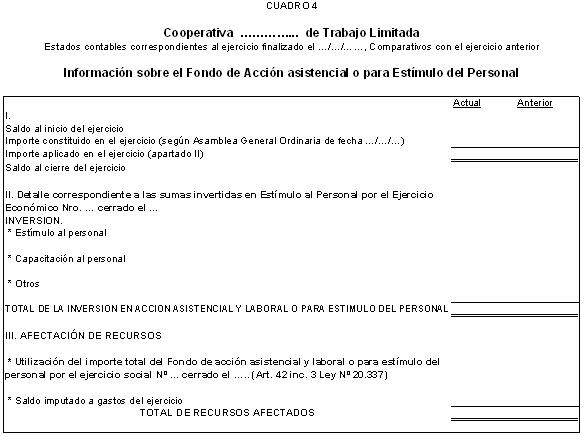 CUADRO 4
Cooperativa ................ de Trabajo Limitada
Estados contables correspondientes al ejercicio finalizado el .../.../......, Comparativos con el ejercicio anterior
Información sobre el Fondo de Acción asistencial o para Estímulo del Personal
Actual Anterior
I.
Saldo al inicio del ejercicio
Importe constituido en el ejercicio (según Asamblea General Ordinaria de fecha .../.../...)
Importe aplicado en el ejercicio (apartado II)
Saldo al cierre del ejercicio
II. Detalle correspondiente a las sumas invertidas en Estímulo al Personal por el Ejercicio
Económico Nro. ... cerrado el ...
INVERSION.
* Estímulo al personal
* Capacitación al personal
* Otros
TOTAL DE LA INVERSION EN ACCION ASISTENCIAL Y LABORAL O PARA ESTIMULO DEL PERSONAL
III. AFECTACIÓN DE RECURSOS
* Utilización del importe total del Fondo de acción asistencial y laboral o para estímulo del
personal por el ejercicio social Nº ... cerrado el ..... ( Art. 42 inc. 3 Ley Nº 20.337)
* Saldo imputado a gastos del ejercicio
TOTAL DE RECURSOS AFECTADOS